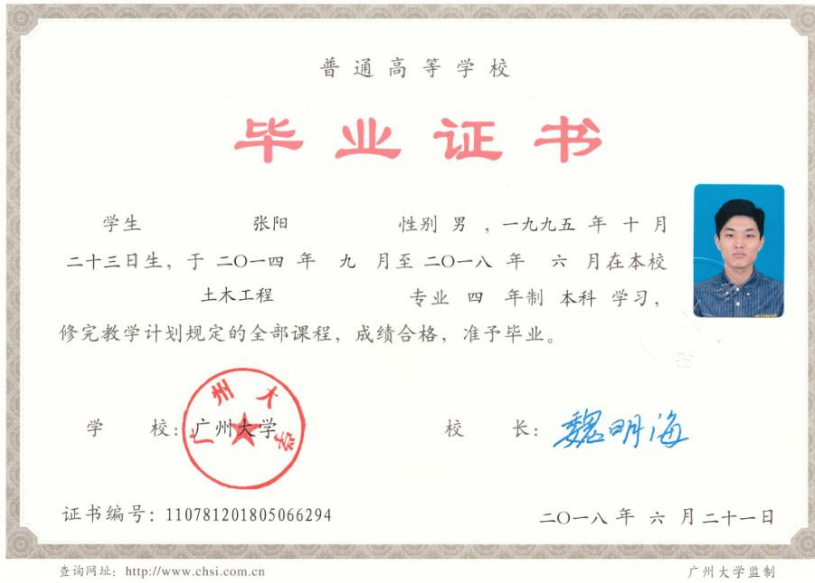 普通高等学校
毕业证书
学生 张阳 性别 男 ，一九九五 年 十 月
二十三日生，于 二〇一四 年 九 月至 二〇一八 年 六 月在本校
土木工程 专业 四 年制 本科 学习，
修完教学计划规定的全部课程，成绩合格，准予毕业。
广州大学
学 校：广州大学 校 长：魏明海
证书编号：110781201805066294 二〇一八 年 六 月二十一日
查询网址：http://www.chsi.com.cn 广州大学监制